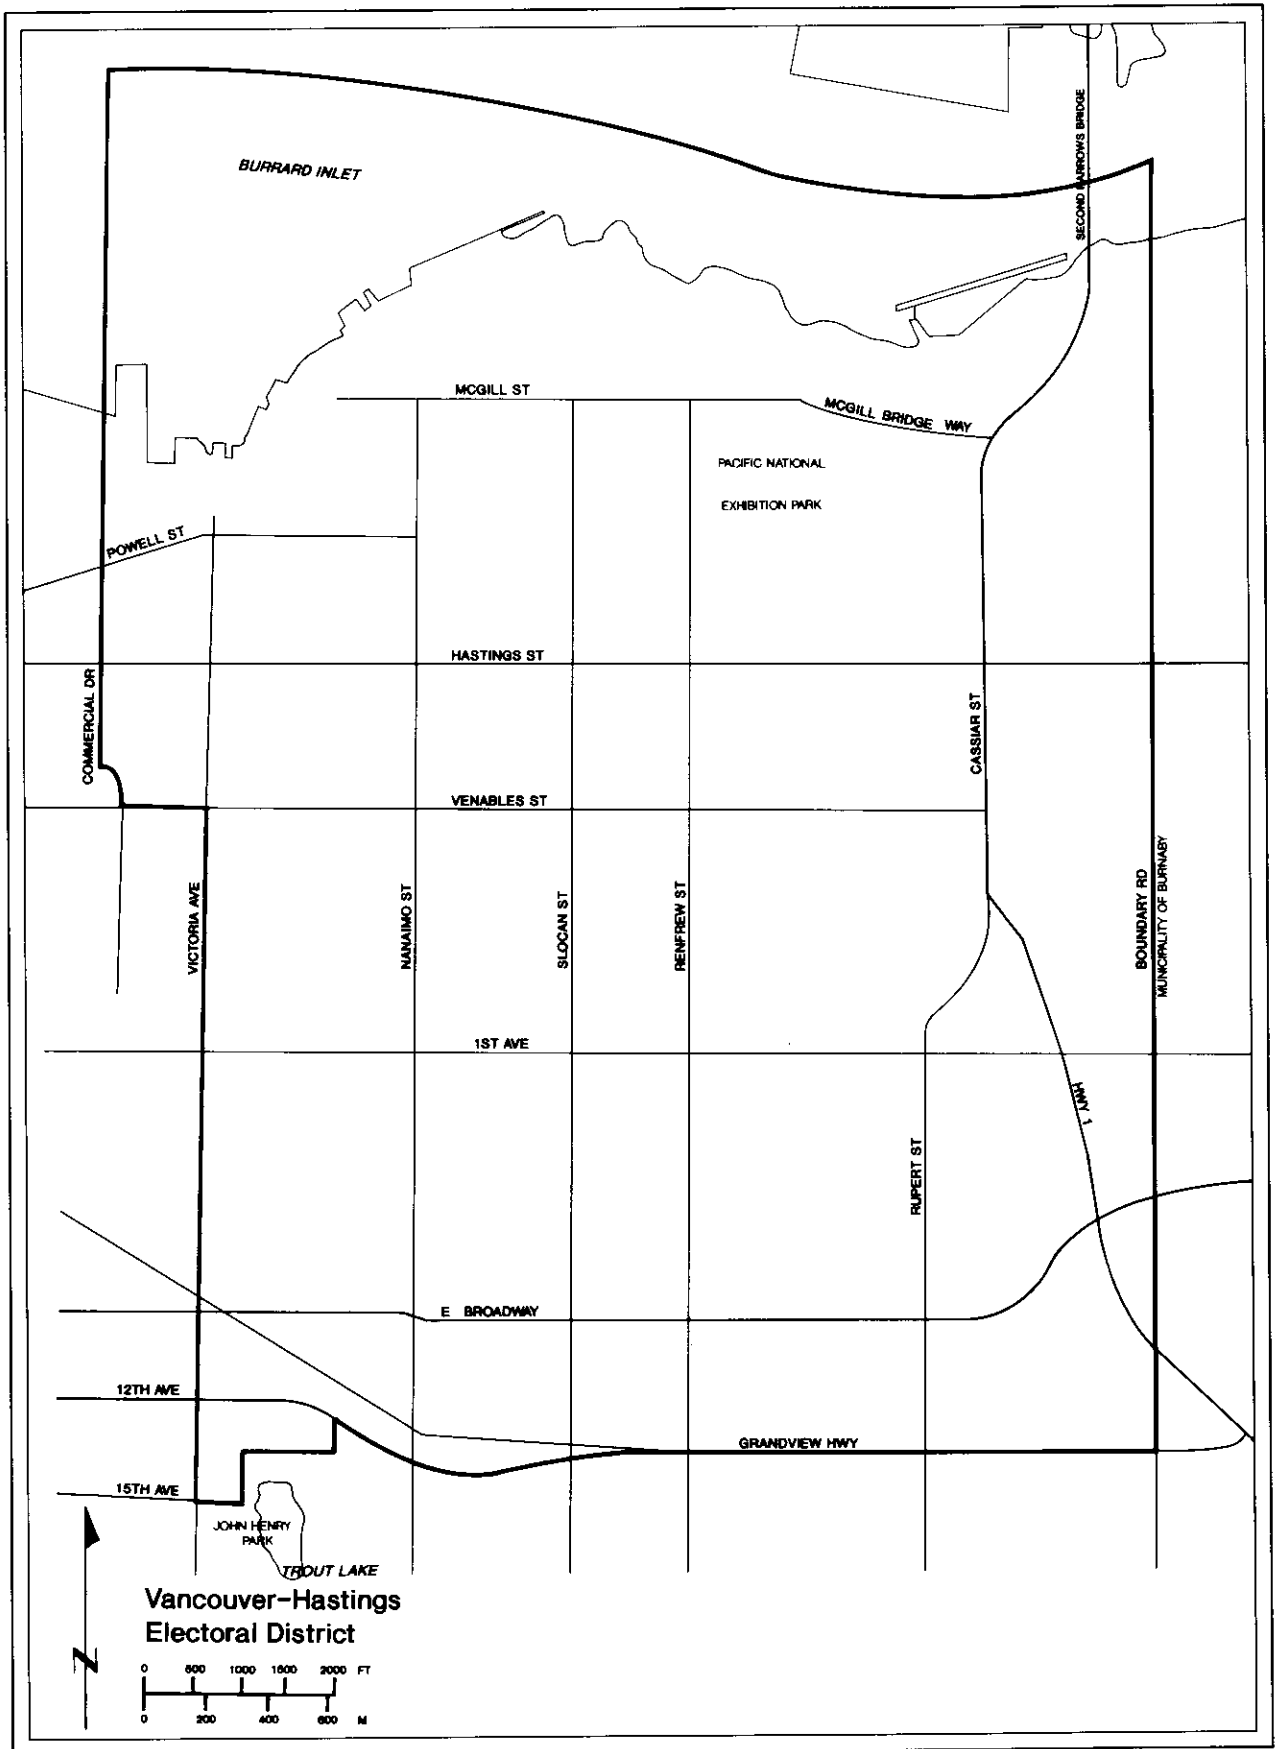 SECOND NARROWS BRIDGE
BURRARD INLET
MCGILL ST
MCGILL BRIDGE WAY
PACIFIC NATIONAL
EXHIBITION PARK
POWELL ST
HASTINGS ST
COMMERCIAL DR
CASSIAR ST
VENABLES ST
VICTORIA AVE
NANAIMO ST
SLOCAN ST
RENFREW ST
BOUNDARY RD
MUNICIPALITY OF BURNABY
1ST AVE
HWY 1
RUPERT ST
E BROADWAY
12TH AVE
GRANDVIEW HWY
15TH AVE
JOHN HENRY
PARK
TROUT LAKE
Vancouver-Hastings
Electoral District
N
0 500 1000 1500 2000 FT
0 200 400 600 M